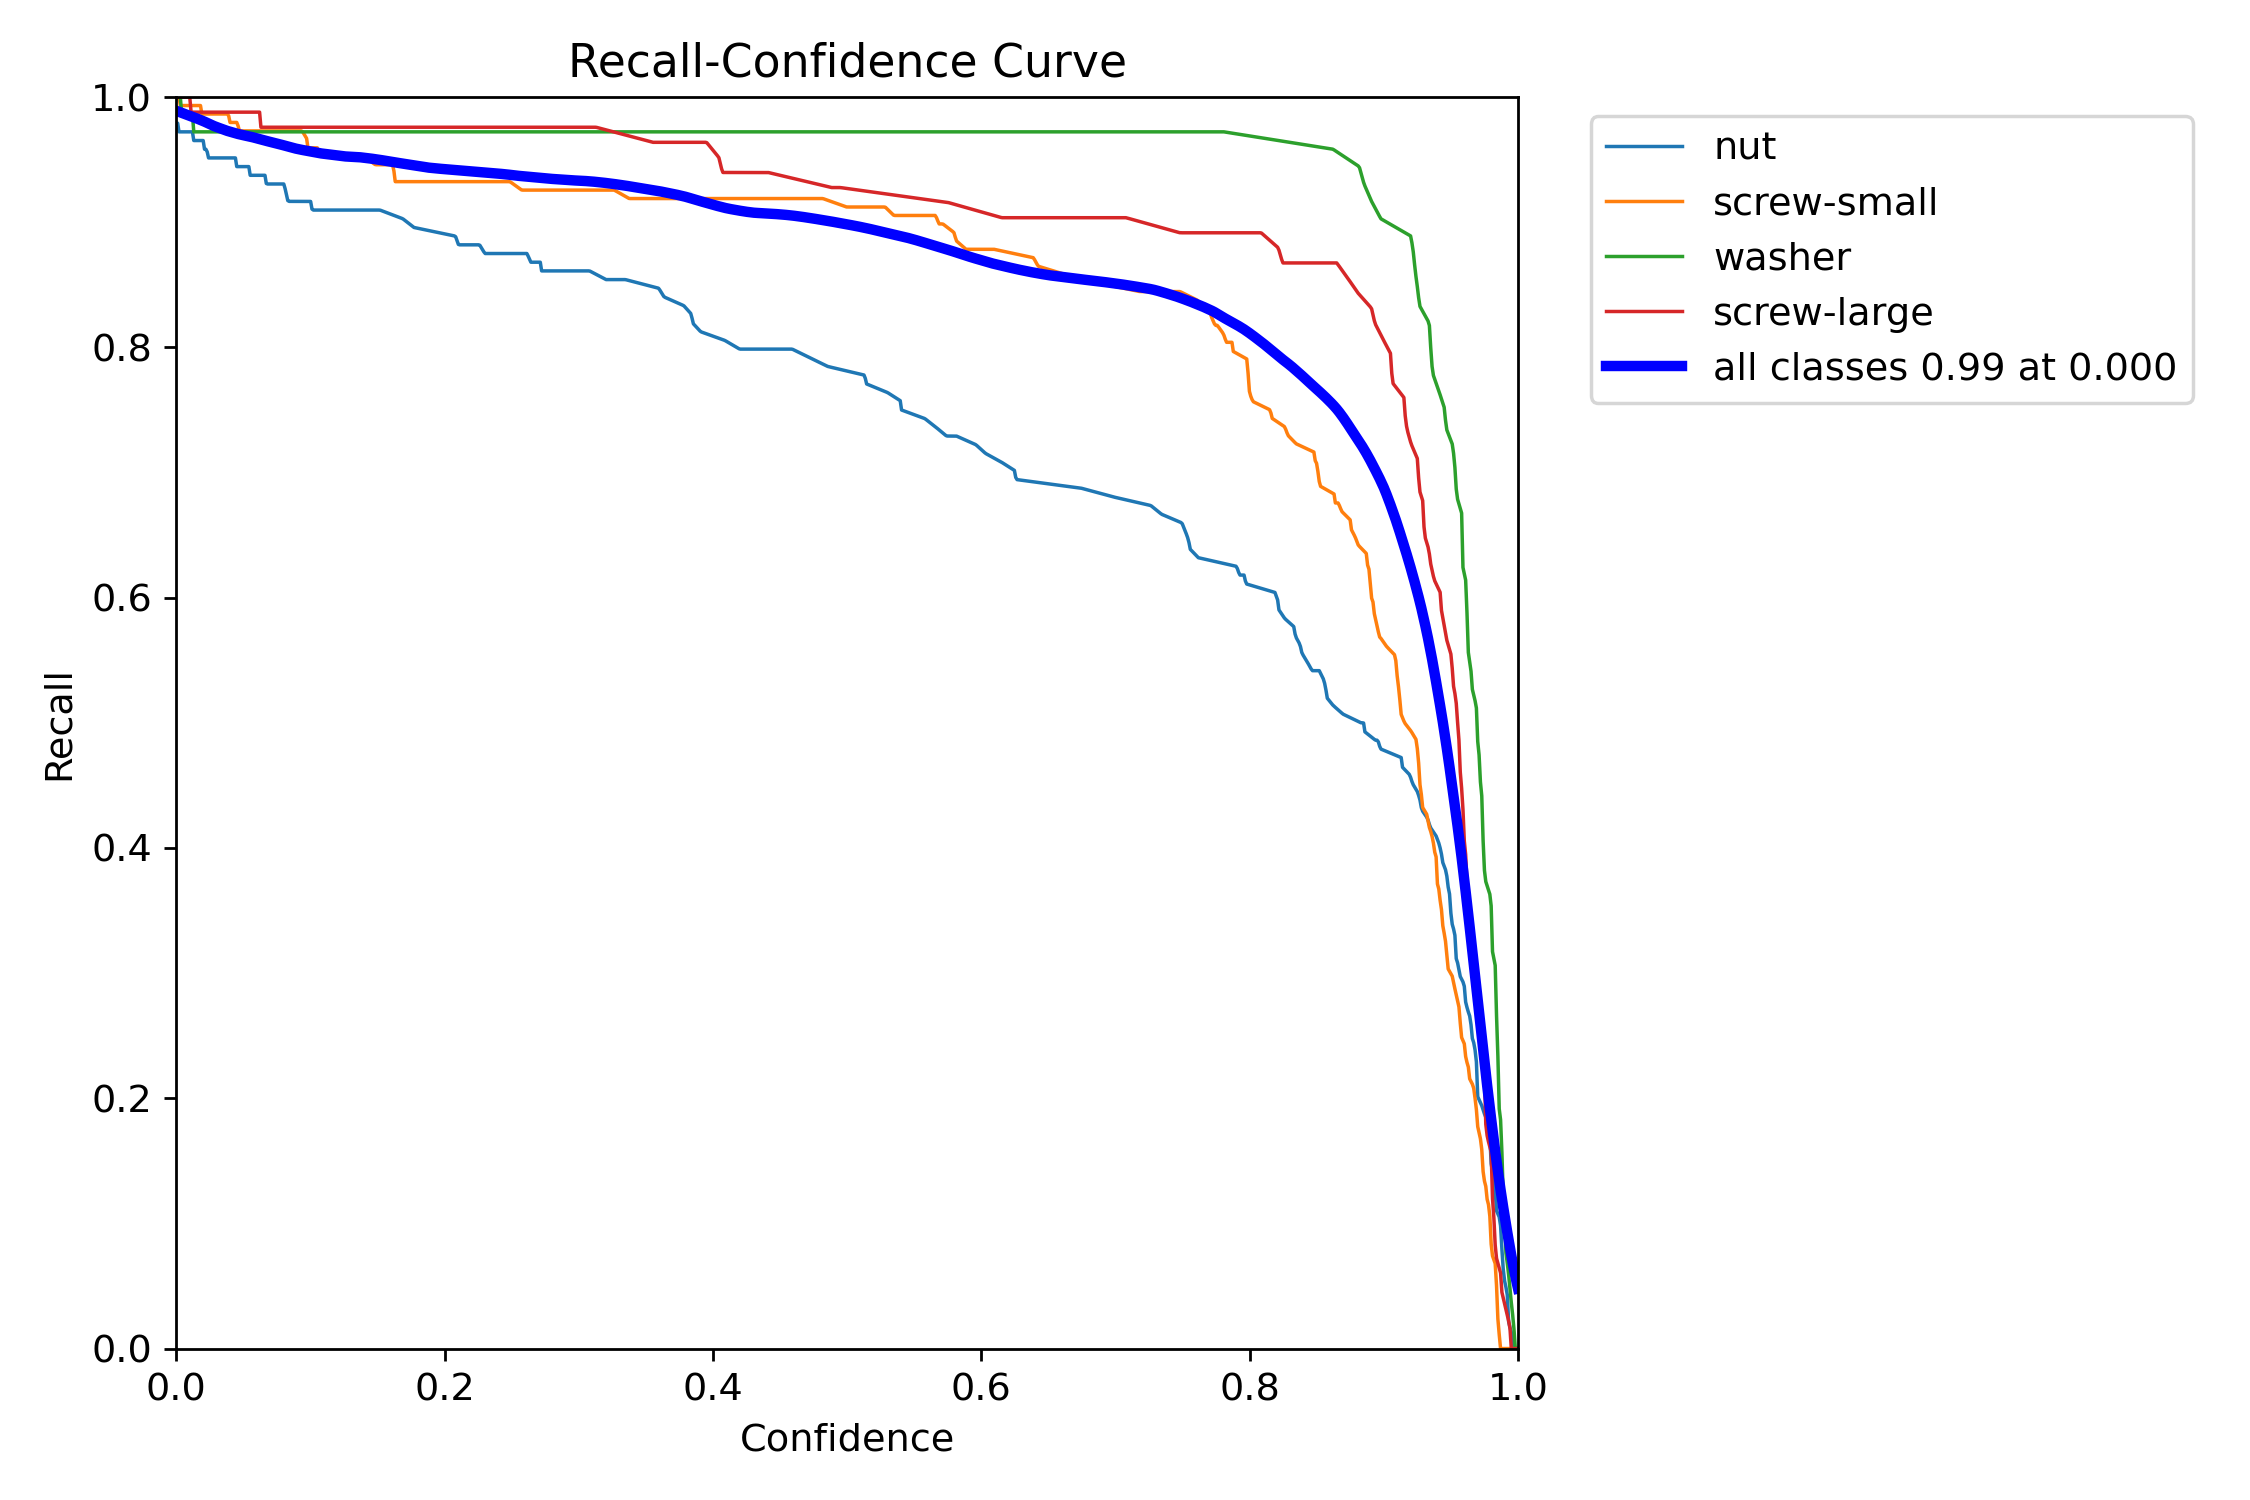 Recall-Confidence Curve
1.0
0.8
0.6
0.4
0.2
0.0
Recall
0.0 0.2 0.4 0.6 0.8 1.0
Confidence
nut
screw-small
washer
screw-large
all classes 0.99 at 0.000